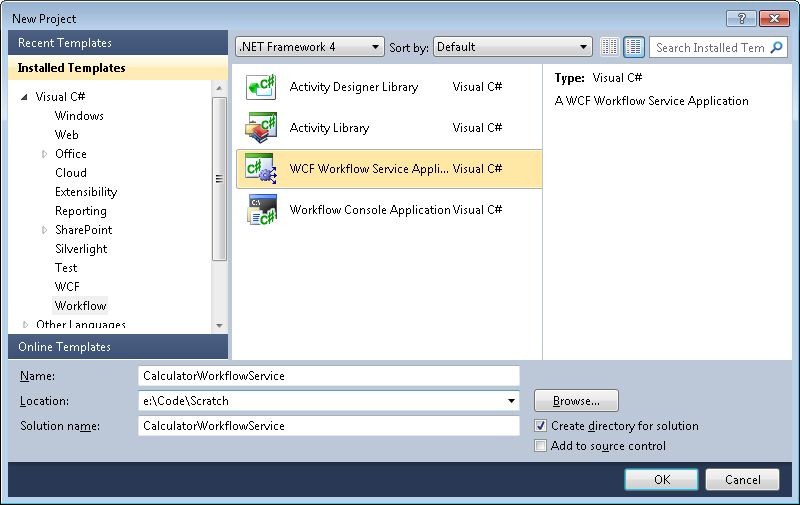 New Project
Recent Templates
Installed Templates
Visual C#
Windows
Web
Office
Cloud
Extensibility
Reporting
SharePoint
Silverlight
Test
WCF
Workflow
Other Languages
Online Templates
.NET Framework 4 Sort by: Default Search Installed Tem
Activity Designer Library Visual C#
Activity Library Visual C#
WCF Workflow Service Appli... Visual C#
Workflow Console Application Visual C#
Type: Visual C#
A WCF Workflow Service Application
Name: CalculatorWorkflowService
Location: e:\Code\Scratch Browse...
Solution name: CalculatorWorkflowService Create directory for solution
Add to source control
OK Cancel